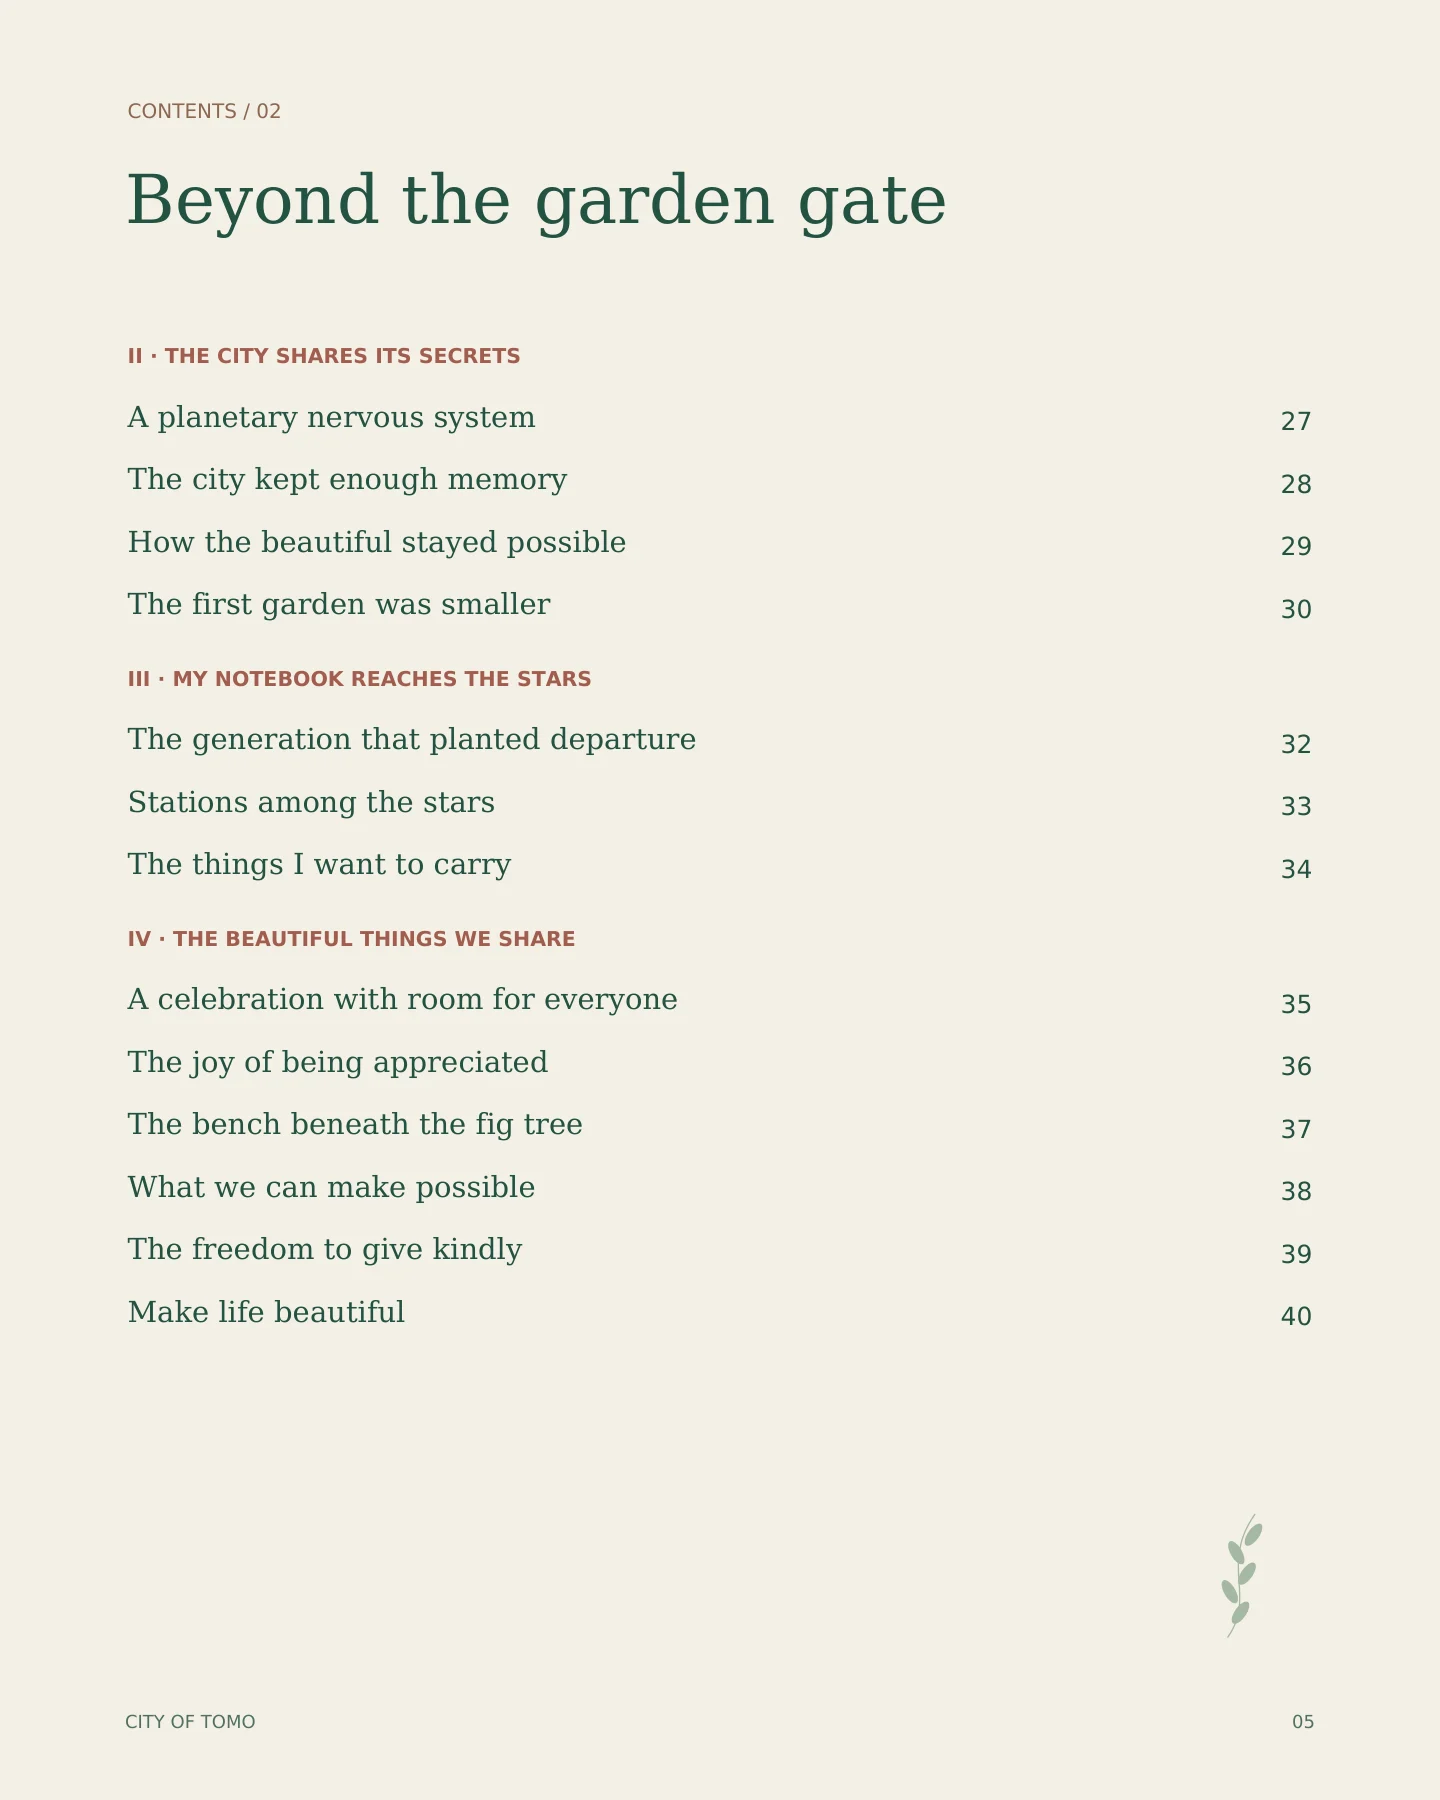 CONTENTS / 02
Beyond the garden gate
II · THE CITY SHARES ITS SECRETS
A planetary nervous system 27
The city kept enough memory 28
How the beautiful stayed possible 29
The first garden was smaller 30
III · MY NOTEBOOK REACHES THE STARS
The generation that planted departure 32
Stations among the stars 33
The things I want to carry 34
IV · THE BEAUTIFUL THINGS WE SHARE
A celebration with room for everyone 35
The joy of being appreciated 36
The bench beneath the fig tree 37
What we can make possible 38
The freedom to give kindly 39
Make life beautiful 40
CITY OF TOMO 05